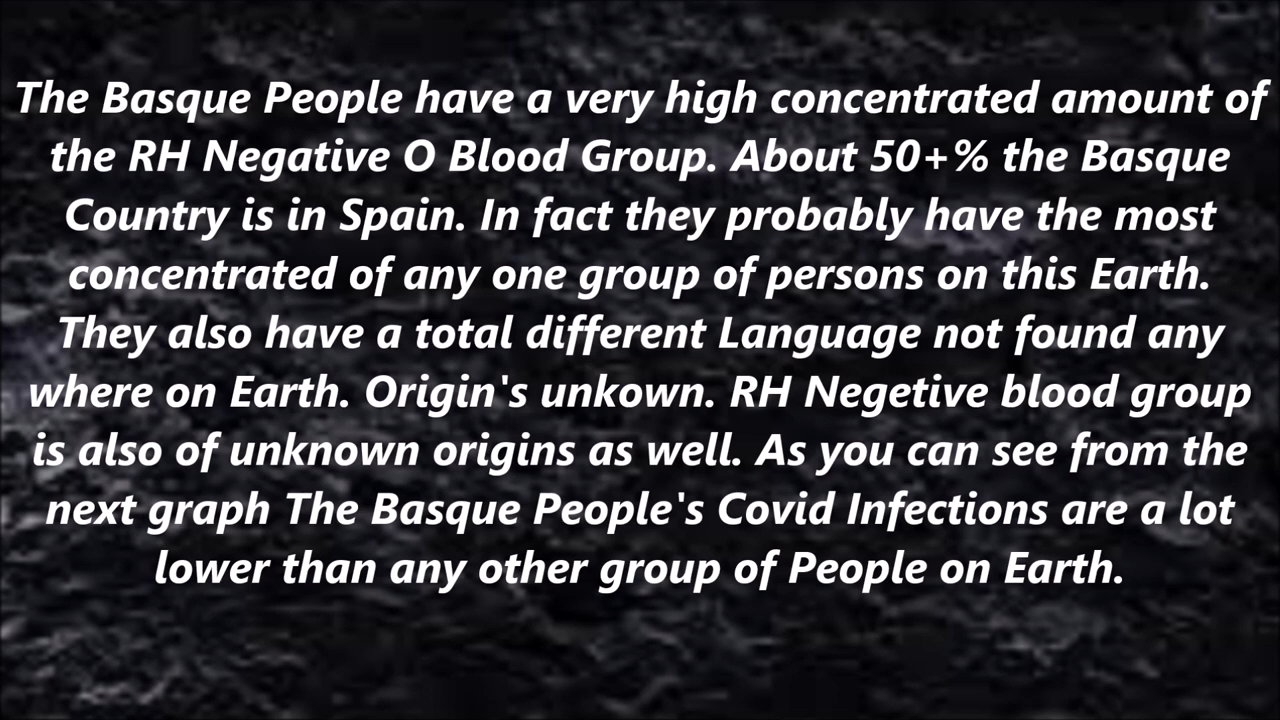 The Basque People have a very high concentrated amount of
the RH Negative O Blood Group. About 50+% the Basque
Country is in Spain. In fact they probably have the most
concentrated of any one group of persons on this Earth.
They also have a total different Language not found any
where on Earth. Origin's unkown. RH Negetive blood group
is also of unknown origins as well. As you can see from the
next graph The Basque People's Covid Infections are a lot
lower than any other group of People on Earth.